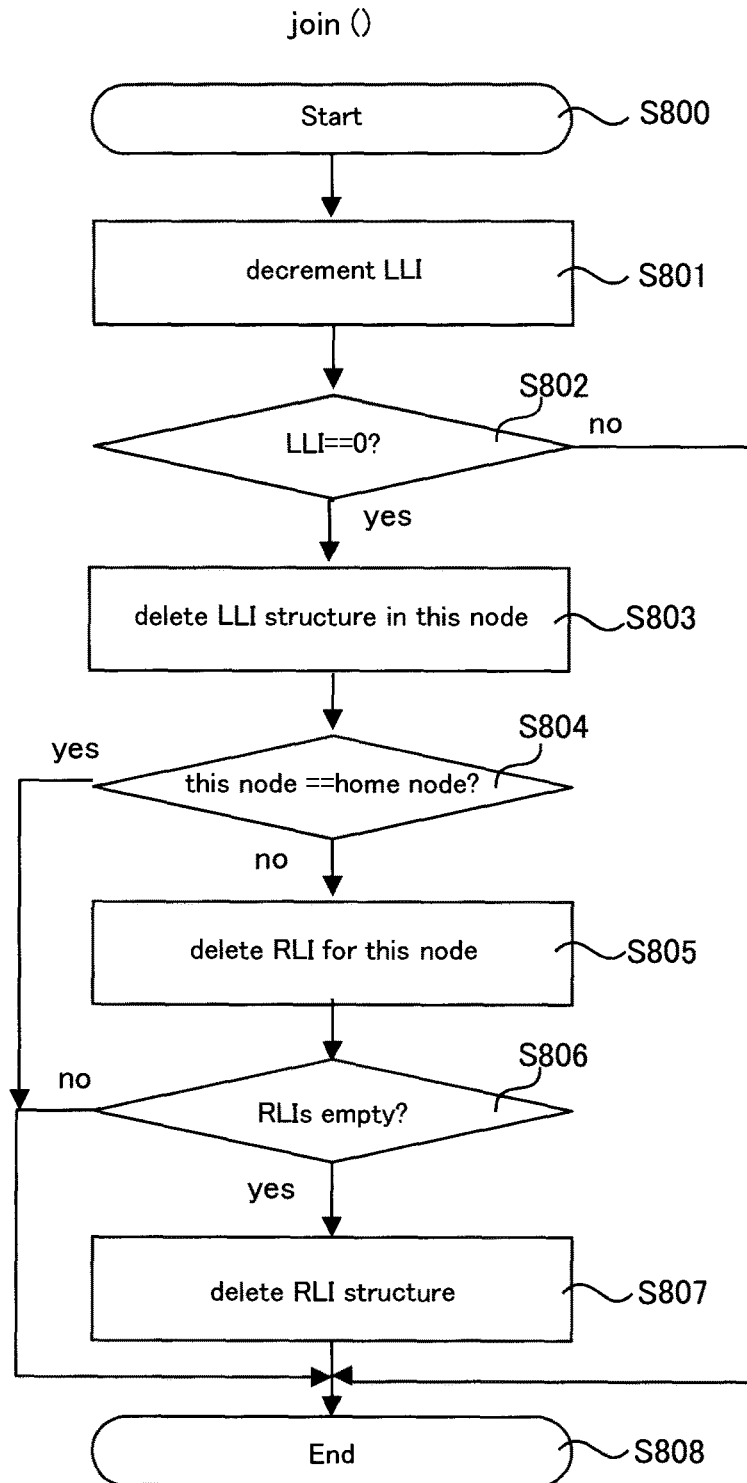 join ()
Start
S800
decrement LLI
S801
S802
LLI==0?
no
yes
delete LLI structure in this node
S803
S804
yes
this node ==home node?
no
delete RLI for this node
S805
S806
no
RLIs empty?
yes
delete RLI structure
S807
End
S808